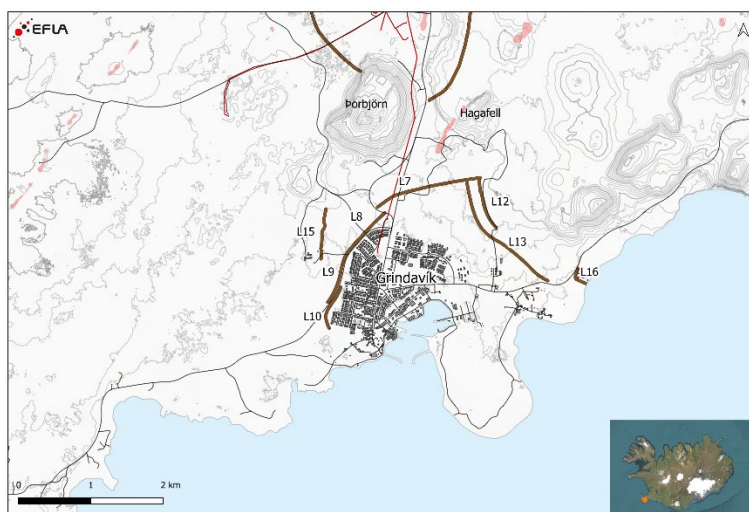 EFLA
Þorbjörn
Hagafell
L7
L12
L8
L15
L13
L9
L16
Grindavík
L10
0 1 2 km